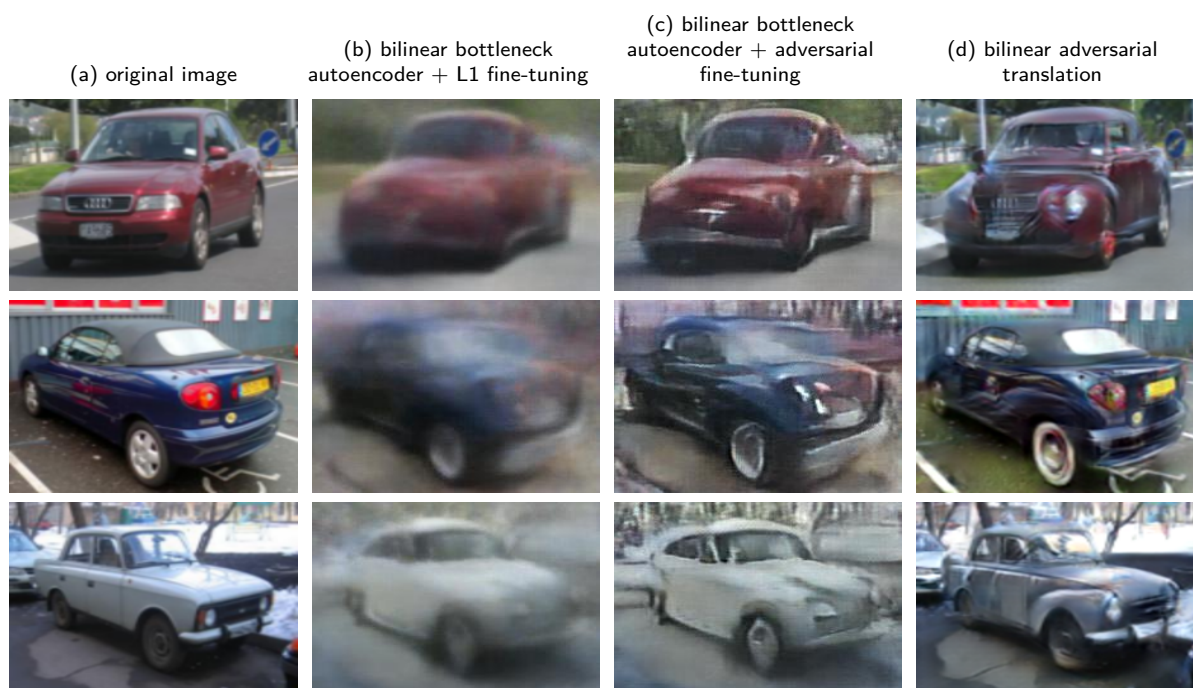 (a) original image
(b) bilinear bottleneck
autoencoder + L1 fine-tuning
(c) bilinear bottleneck
autoencoder + adversarial
fine-tuning
(d) bilinear adversarial
translation